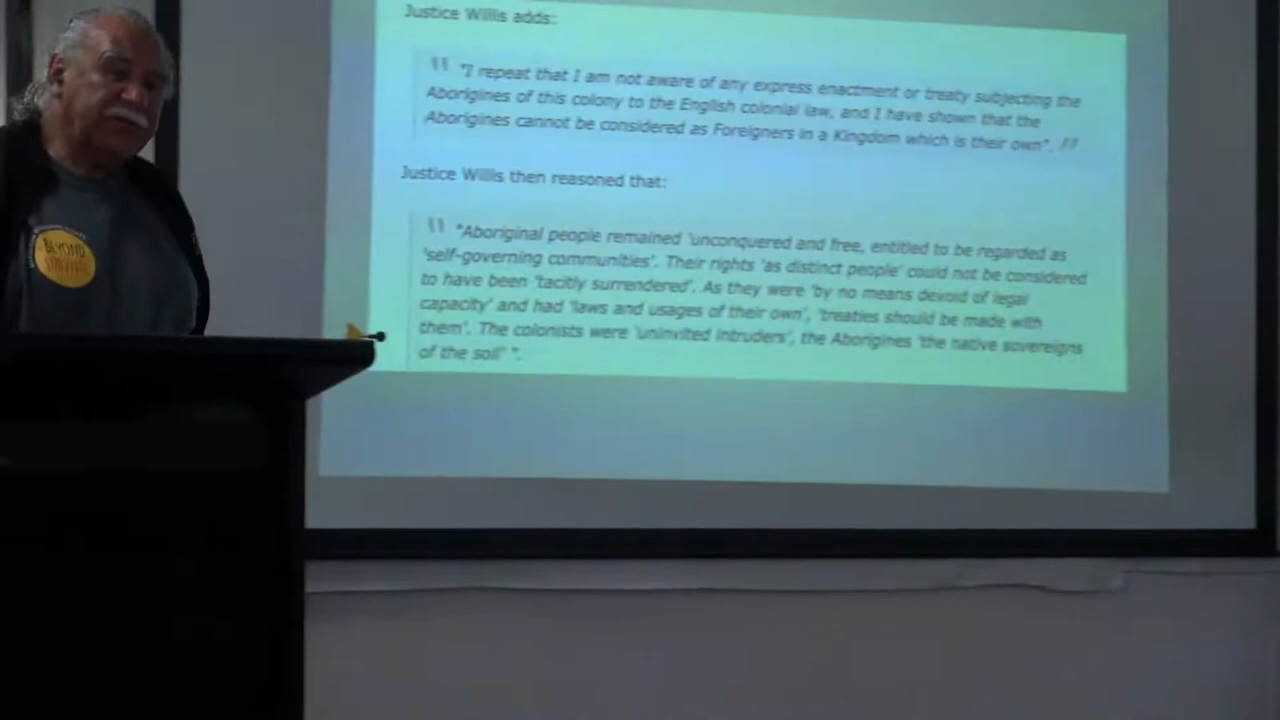 Justice Willis adds:
" "I repeat that I am not aware of any express enactment or treaty subjecting the
Aborigines of this colony to the English colonial law, and I have shown that the
Aborigines cannot be considered as Foreigners in a Kingdom which is their own". "
Justice Willis then reasoned that:
" "Aboriginal people remained 'unconquered and free, entitled to be regarded as
'self-governing communities'. Their rights 'as distinct people' could not be considered
to have been 'tacitly surrendered'. As they were 'by no means devoid of legal
capacity' and had 'laws and usages of their own', 'treaties should be made with
them'. The colonists were 'uninvited intruders', the Aborigines 'the native sovereigns
of the soil' ".
BEYOND